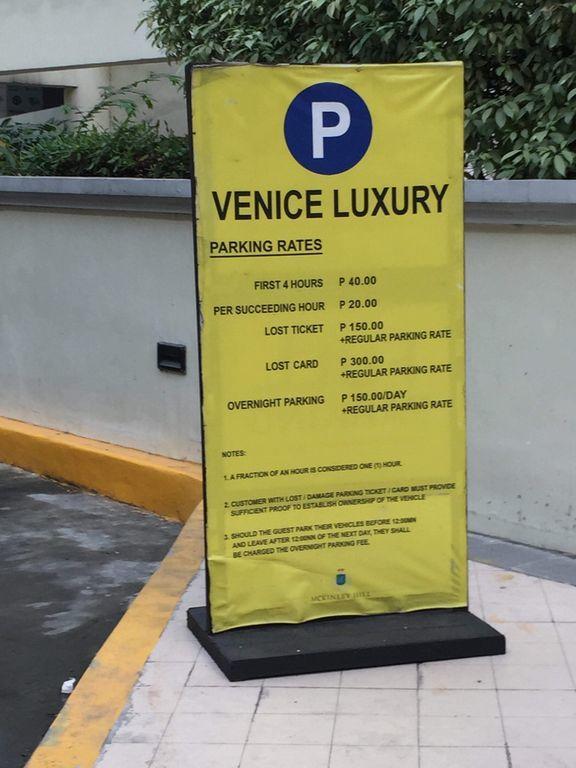 P
VENICE LUXURY
PARKING RATES
FIRST 4 HOURS P 40.00
PER SUCCEEDING HOUR P 20.00
LOST TICKET P 150.00
+REGULAR PARKING RATE
LOST CARD P 300.00
+REGULAR PARKING RATE
OVERNIGHT PARKING P 150.00/DAY
+REGULAR PARKING RATE
NOTES:
1. A FRACTION OF AN HOUR IS CONSIDERED ONE (1) HOUR.
2. CUSTOMER WITH LOST / DAMAGE PARKING TICKET / CARD MUST PROVIDE
SUFFICIENT PROOF TO ESTABLISH OWNERSHIP OF THE VEHICLE
3. SHOULD THE GUEST PARK THEIR VEHICLES BEFORE 12:00MN
AND LEAVE AFTER 12:00NN OF THE NEXT DAY, THEY SHALL
BE CHARGED THE OVERNIGHT PARKING FEE.
MCKINLEY HILL